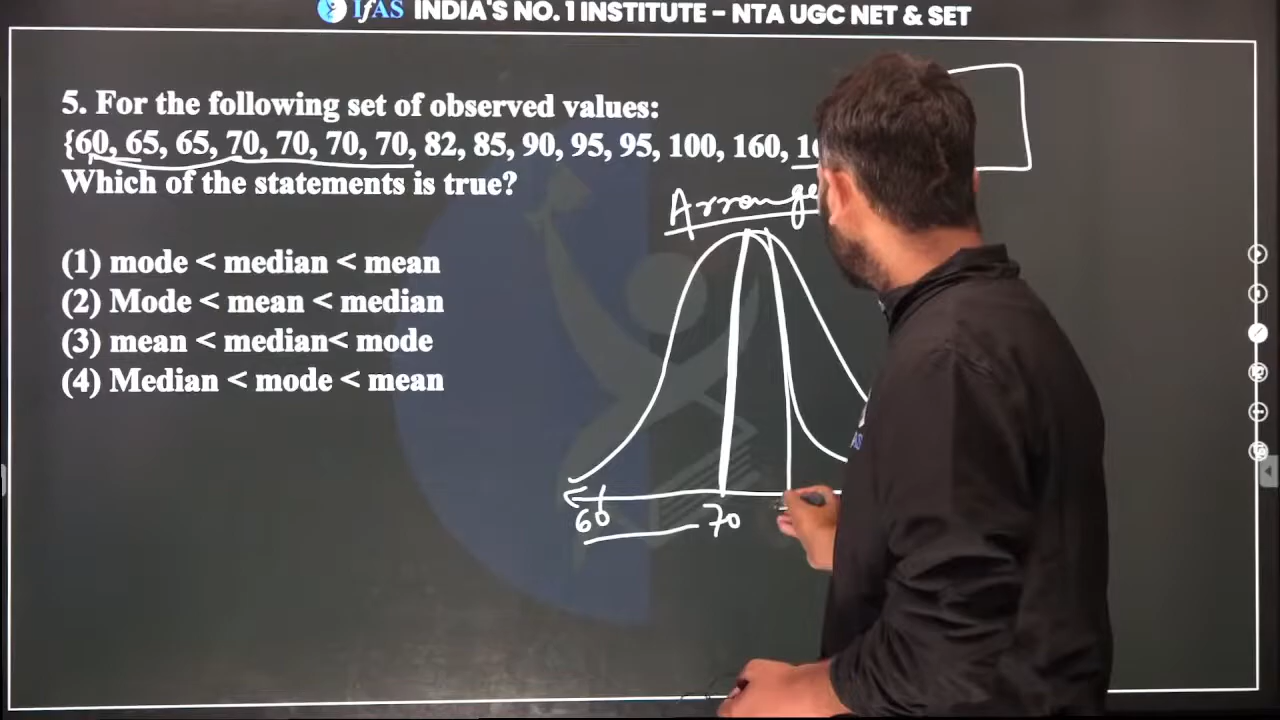 IfAS INDIA'S NO. 1 INSTITUTE – NTA UGC NET & SET
5. For the following set of observed values:
{60, 65, 65, 70, 70, 70, 70, 82, 85, 90, 95, 95, 100, 160,
Which of the statements is true?
Arrange
(1) mode < median < mean
(2) Mode < mean < median
(3) mean < median< mode
(4) Median < mode < mean
60 70